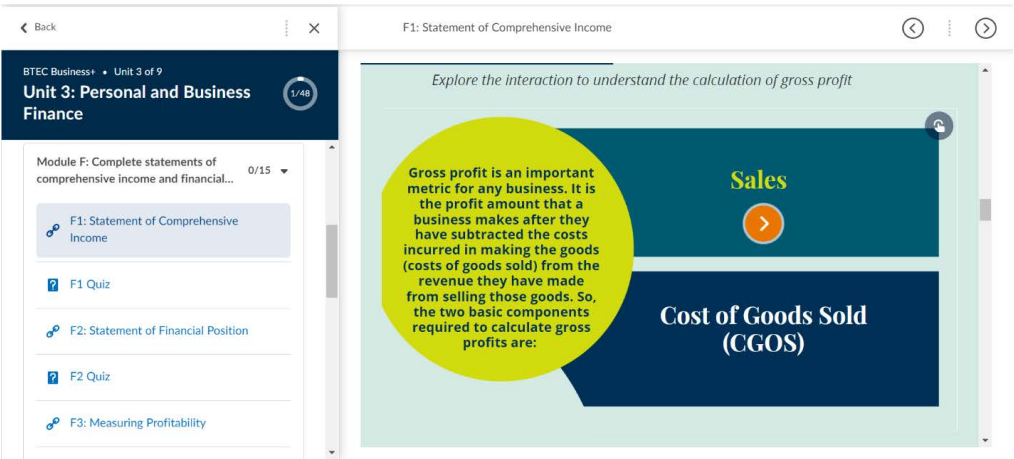 Back
BTEC Business+ • Unit 3 of 9
Unit 3: Personal and Business
Finance
1/48
Module F: Complete statements of
comprehensive income and financial...
0/15
F1: Statement of Comprehensive
Income
F1 Quiz
F2: Statement of Financial Position
F2 Quiz
F3: Measuring Profitability
F1: Statement of Comprehensive Income
Explore the interaction to understand the calculation of gross profit
Gross profit is an important
metric for any business. It is
the profit amount that a
business makes after they
have subtracted the costs
incurred in making the goods
(costs of goods sold) from the
revenue they have made
from selling those goods. So,
the two basic components
required to calculate gross
profits are:
Sales
Cost of Goods Sold
(CGOS)